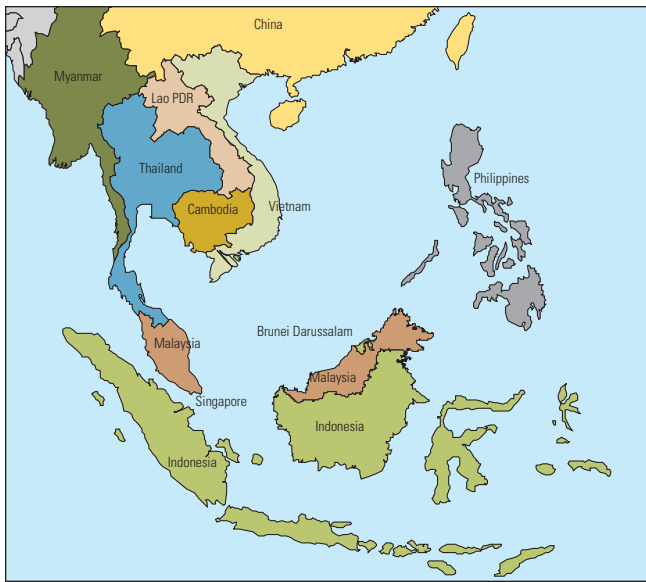 China
Myanmar
Lao PDR
Thailand
Philippines
Cambodia
Vietnam
Brunei Darussalam
Malaysia
Malaysia
Singapore
Indonesia
Indonesia